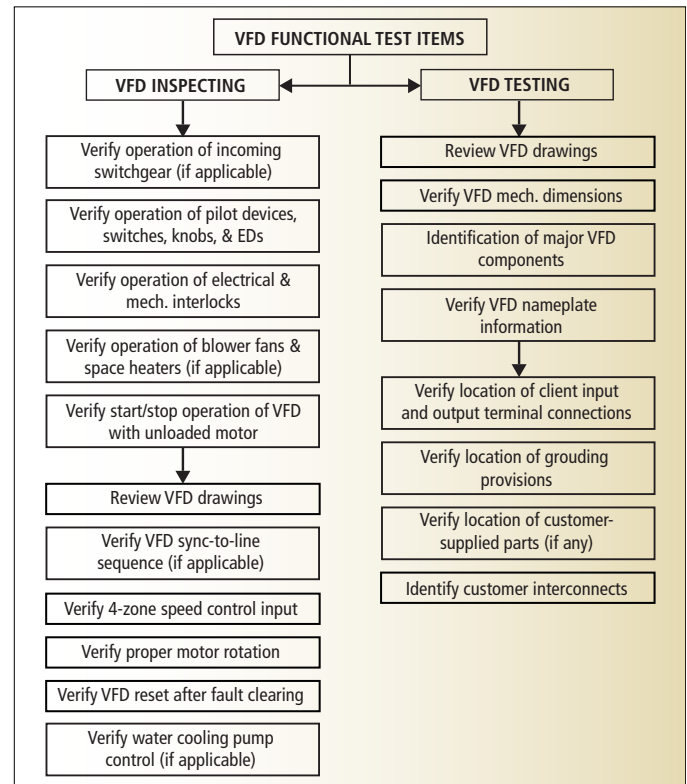 VFD FUNCTIONAL TEST ITEMS
VFD INSPECTING
Verify operation of incoming
switchgear (if applicable)
Verify operation of pilot devices,
switches, knobs, & EDs
Verify operation of electrical &
mech. interlocks
Verify operation of blower fans &
space heaters (if applicable)
Verify start/stop operation of VFD
with unloaded motor
Review VFD drawings
Verify VFD sync-to-line
sequence (if applicable)
Verify 4-zone speed control input
Verify proper motor rotation
Verify VFD reset after fault clearing
Verify water cooling pump
control (if applicable)
VFD TESTING
Review VFD drawings
Verify VFD mech. dimensions
Identification of major VFD
components
Verify VFD nameplate
information
Verify location of client input
and output terminal connections
Verify location of grounding
provisions
Verify location of customer-
supplied parts (if any)
Identify customer interconnects